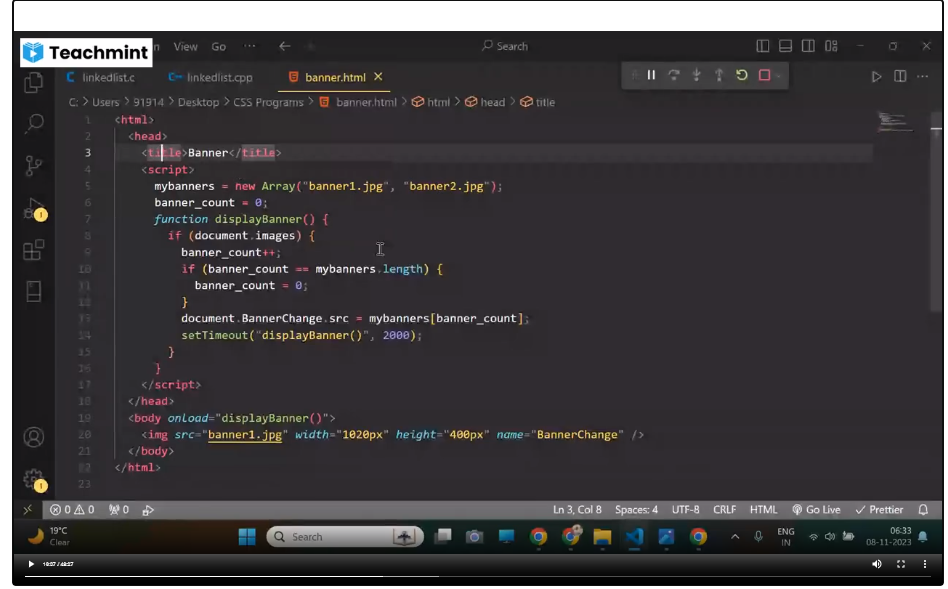 Teachmint
n View Go ··· Search
linkedlist.c linkedlist.cpp banner.html
C: > Users > 91914 > Desktop > CSS Programs > banner.html > html > head > title
1 <html>
2 <head>
3 <title>Banner</title>
4 <script>
5 mybanners = new Array("banner1.jpg", "banner2.jpg");
6 banner_count = 0;
7 function displayBanner() {
8 if (document.images) {
9 banner_count++;
10 if (banner_count == mybanners.length) {
11 banner_count = 0;
12 }
13 document.BannerChange.src = mybanners[banner_count];
14 setTimeout("displayBanner()", 2000);
15 }
16 }
17 </script>
18 </head>
19 <body onload="displayBanner()">
20 <img src="banner1.jpg" width="1020px" height="400px" name="BannerChange" />
21 </body>
22 </html>
23
0 0 0 Ln 3, Col 8 Spaces: 4 UTF-8 CRLF HTML Go Live Prettier
19°C
Clear
Search
ENG
IN
06:33
08-11-2023